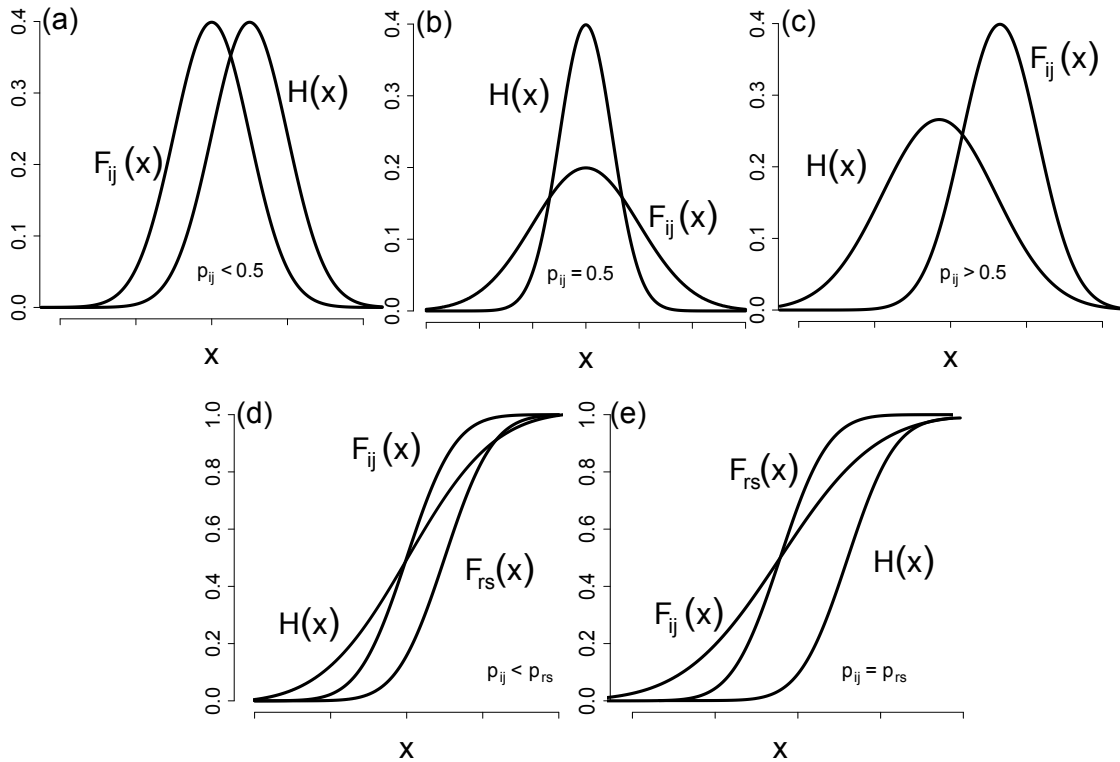 (a)
0.4
0.3
0.2
0.1
0.0
F_ij(x)
H(x)
p_ij < 0.5
x
(b)
0.4
0.3
0.2
0.1
0.0
H(x)
F_ij(x)
p_ij = 0.5
x
(c)
0.4
0.3
0.2
0.1
0.0
F_ij(x)
H(x)
p_ij > 0.5
x
(d)
1.0
0.8
0.6
0.4
0.2
0.0
F_ij(x)
F_rs(x)
H(x)
p_ij < p_rs
x
(e)
1.0
0.8
0.6
0.4
0.2
0.0
F_rs(x)
H(x)
F_ij(x)
p_ij = p_rs
x